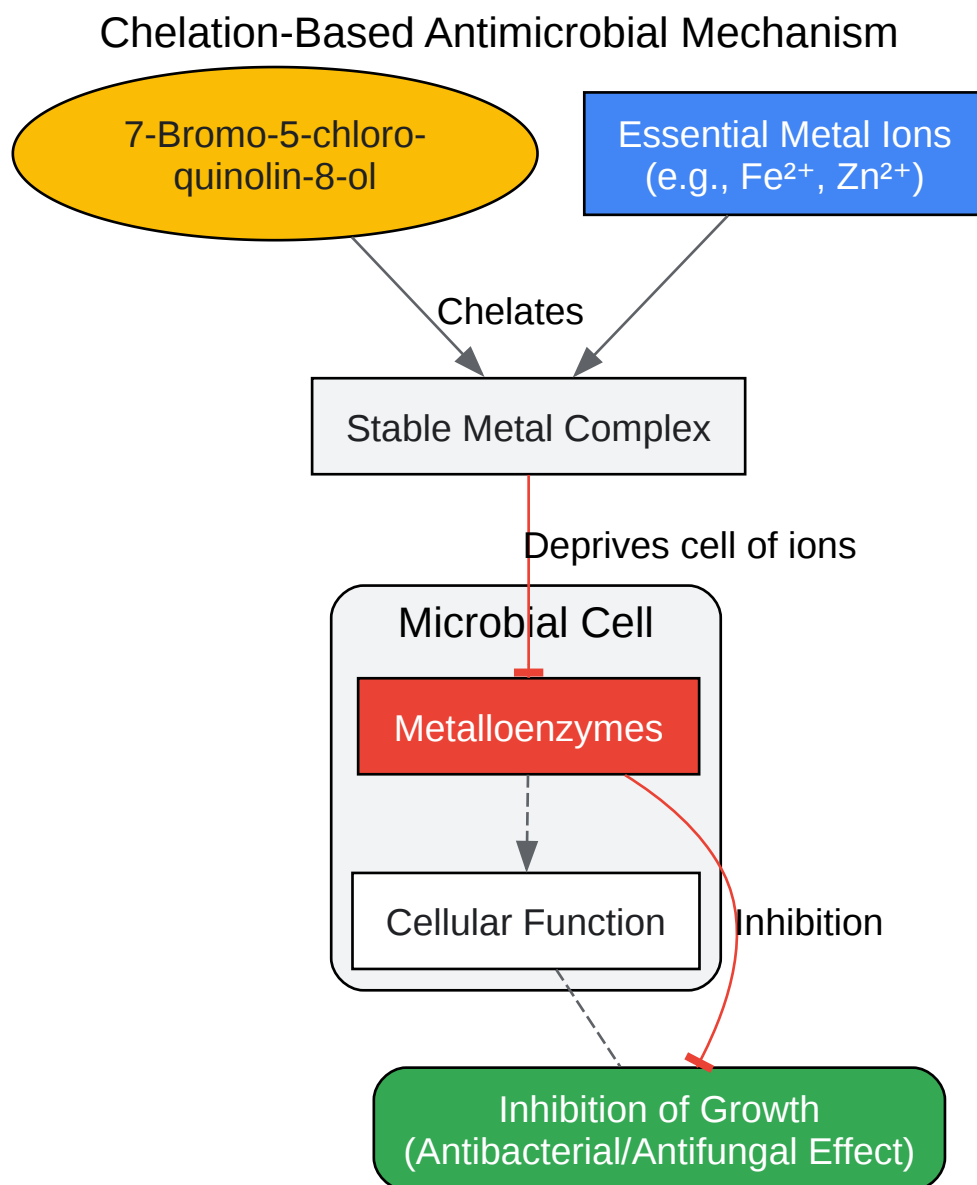 Chelation-Based Antimicrobial Mechanism
7-Bromo-5-chloro-
quinolin-8-ol
Essential Metal Ions
(e.g., Fe²⁺, Zn²⁺)
Chelates
Stable Metal Complex
Deprives cell of ions
Microbial Cell
Metalloenzymes
Cellular Function
Inhibition
Inhibition of Growth
(Antibacterial/Antifungal Effect)